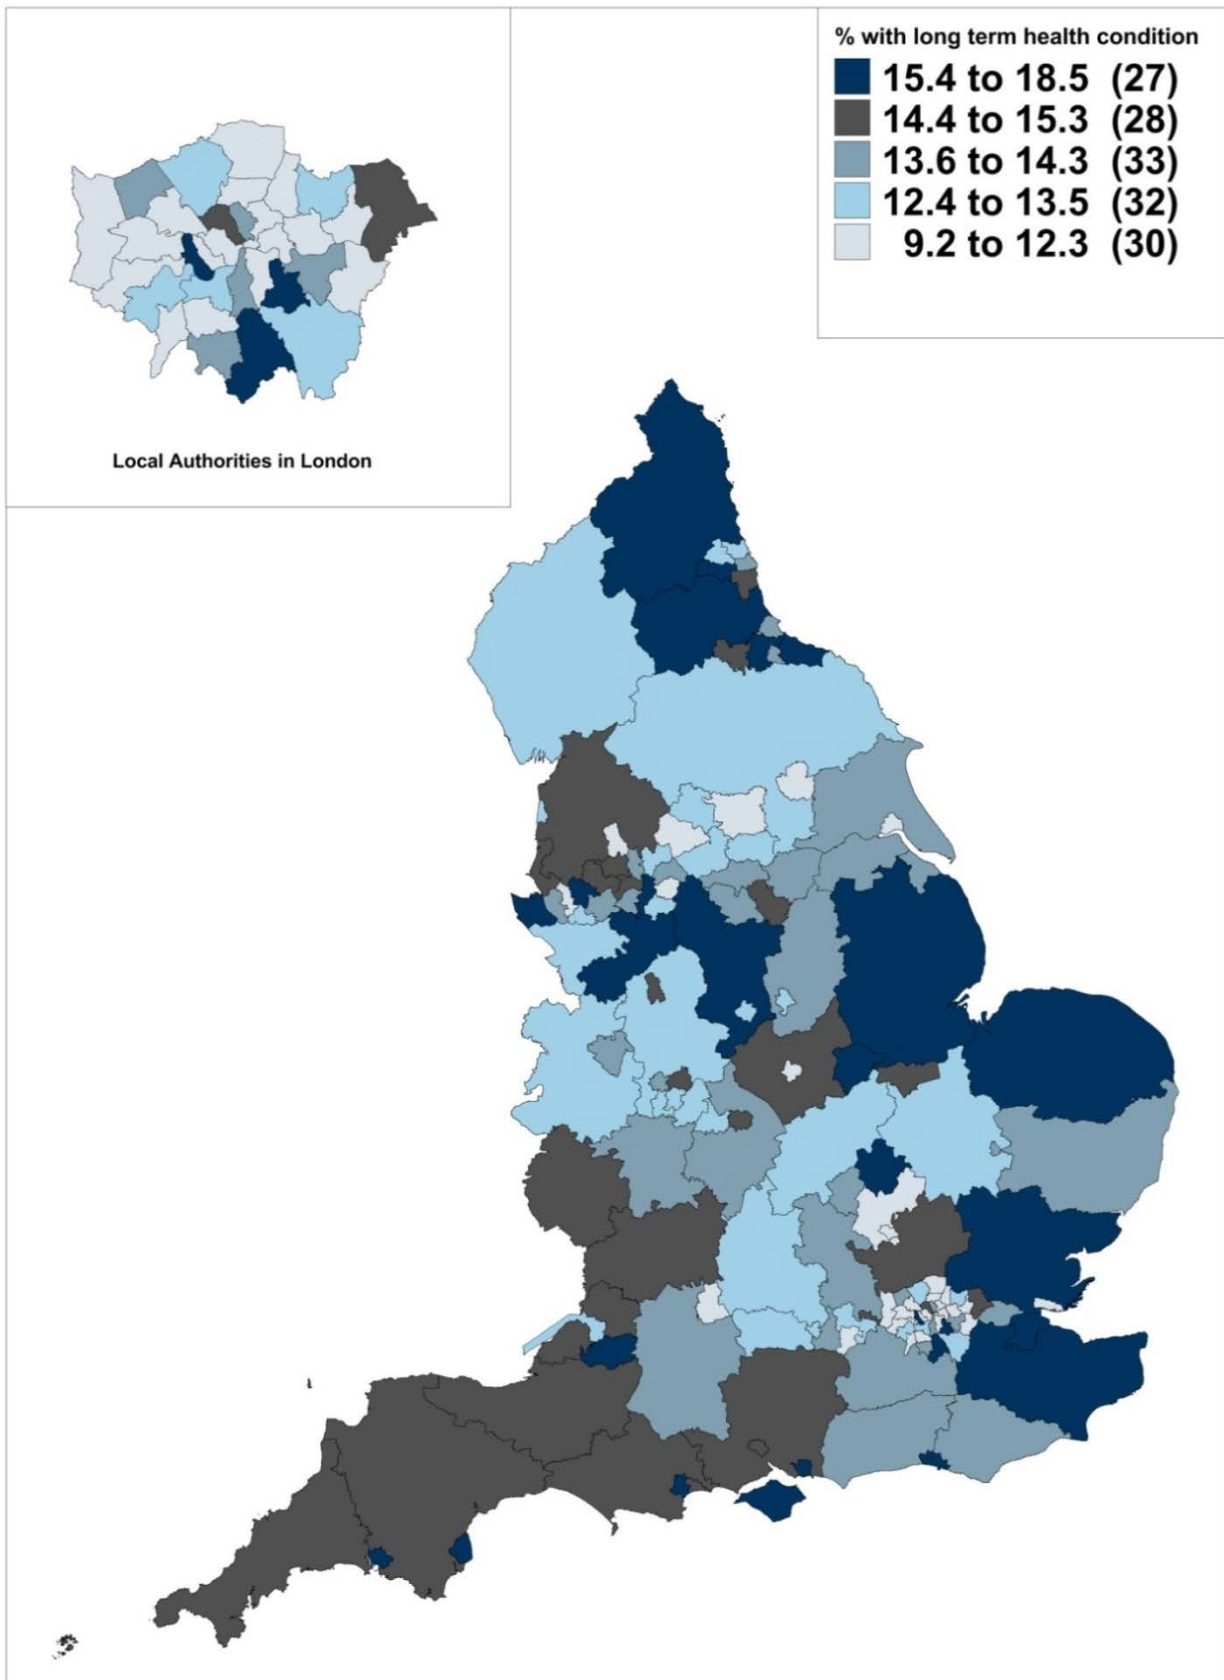 % with long term health condition
15.4 to 18.5 (27)
14.4 to 15.3 (28)
13.6 to 14.3 (33)
12.4 to 13.5 (32)
9.2 to 12.3 (30)
Local Authorities in London